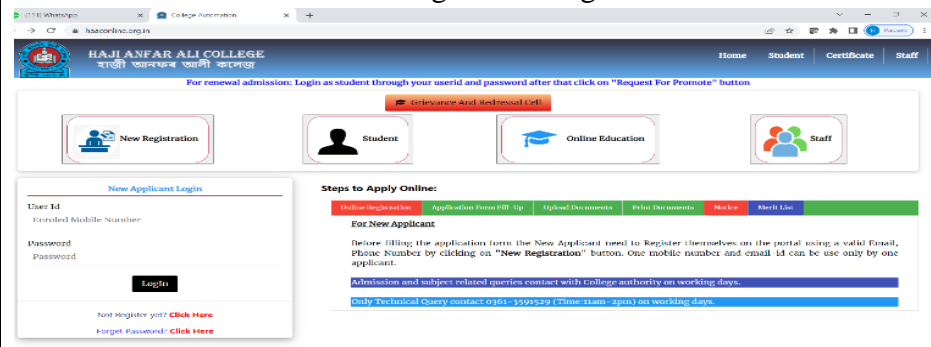 WhatsApp
College Automation
haaconline.org.in
HAJI ANFAR ALI COLLEGE
হাজী আনফর আলী কলেজ
Home Student Certificate Staff
For renewal admission: Login as student through your userid and password after that click on "Request For Promote" button
Grievance And Redressal Cell
New Registration
Student
Online Education
Staff
New Applicant Login
User Id
Enroled Mobile Number
Password
Password
LogIn
Not Register yet? Click Here
Forget Password? Click Here
Steps to Apply Online:
Online Registration Application Form Fill-Up Upload Documents Print Documents Notice Merit List
For New Applicant
Before filling the application form the New Applicant need to Register themselves on the portal using a valid Email,
Phone Number by clicking on "New Registration" button. One mobile number and email-id can be use only by one
applicant.
Admission and subject related queries contact with College authority on working days.
Only Technical Query contact 0361-3591529 (Time:11am-2pm) on working days.